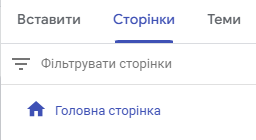 Вставити Сторінки Теми
Фільтрувати сторінки
Головна сторінка